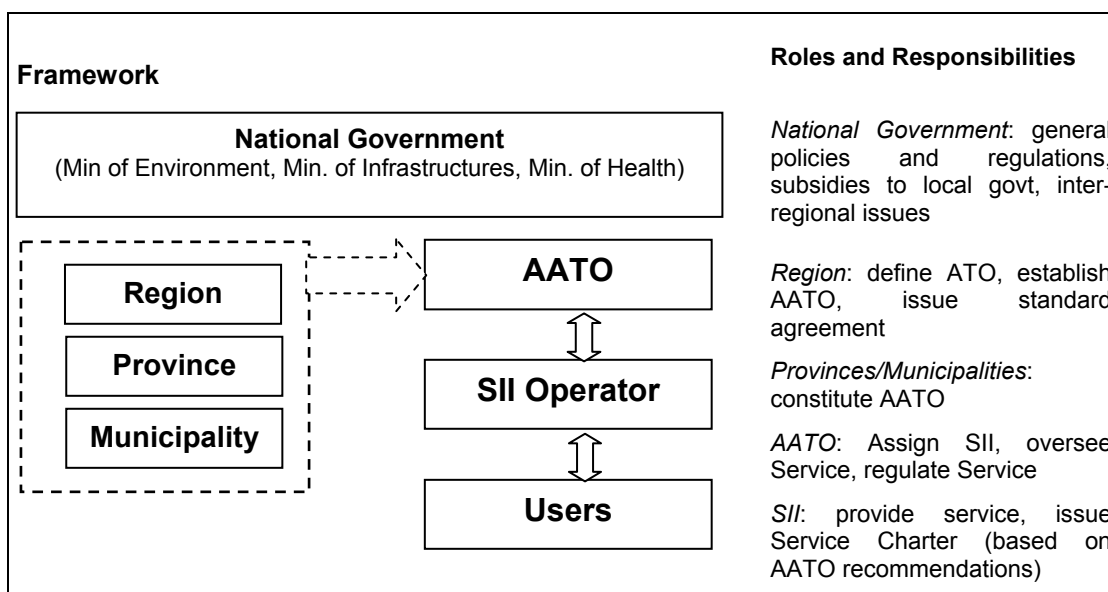 Framework
National Government
(Min of Environment, Min. of Infrastructures, Min. of Health)
Region
Province
Municipality
AATO
SII Operator
Users
Roles and Responsibilities
National Government: general
policies and regulations,
subsidies to local govt, inter-
regional issues
Region: define ATO, establish
AATO, issue standard
agreement
Provinces/Municipalities:
constitute AATO
AATO: Assign SII, oversee
Service, regulate Service
SII: provide service, issue
Service Charter (based on
AATO recommendations)